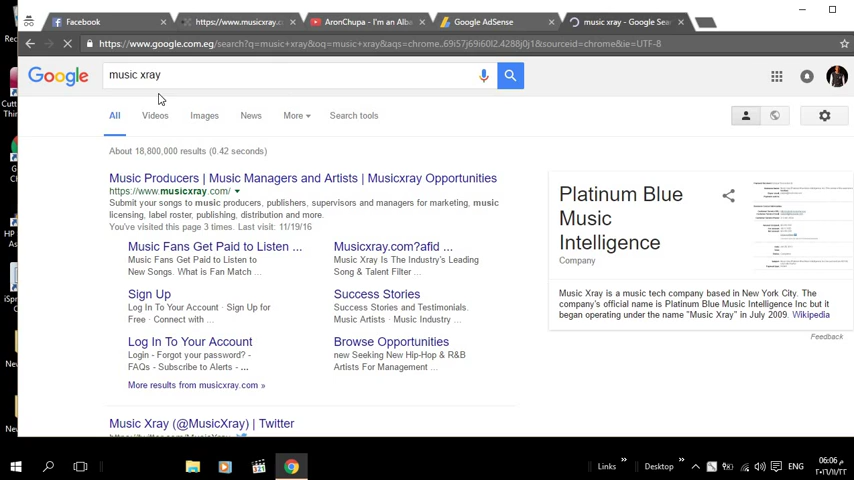 Facebook
https://www.musicxray.c
AronChupa - I'm an Alba
Google AdSense
music xray - Google Sea
https://www.google.com.eg/search?q=music+xray&oq=music+xray&aqs=chrome..69i57j69i60l2.4288j0j1&sourceid=chrome&ie=UTF-8
Google
music xray
All
Videos
Images
News
More
Search tools
About 18,800,000 results (0.42 seconds)
Music Producers | Music Managers and Artists | Musicxray Opportunities
https://www.musicxray.com/
Submit your songs to music producers, publishers, supervisors and managers for marketing, music
licensing, label roster, publishing, distribution and more.
You've visited this page 3 times. Last visit: 11/19/16
Music Fans Get Paid to Listen ...
Music Fans Get Paid to Listen to
New Songs. What is Fan Match ...
Musicxray.com?afid ...
Music Xray Is The Industry's Leading
Song & Talent Filter ...
Sign Up
Log In To Your Account · Sign Up for
Free · Connect with ...
Success Stories
Success Stories and Testimonials.
Music Artists · Music Industry ...
Log In To Your Account
Login - Forgot your password? -
FAQs - Subscribe to Alerts - ...
Browse Opportunities
new Seeking New Hip-Hop & R&B
Artists For Management ...
More results from musicxray.com »
Music Xray (@MusicXray) | Twitter
Platinum Blue
Music
Intelligence
Company
Music Xray is a music tech company based in New York City. The
company's official name is Platinum Blue Music Intelligence Inc but it
began operating under the name "Music Xray" in July 2009. Wikipedia
Feedback
Cutt
Thin
HP
As
iSpr
Nev
Nev
Links
Desktop
ENG
06:06 م
٢٠١٦/١١/٢٢